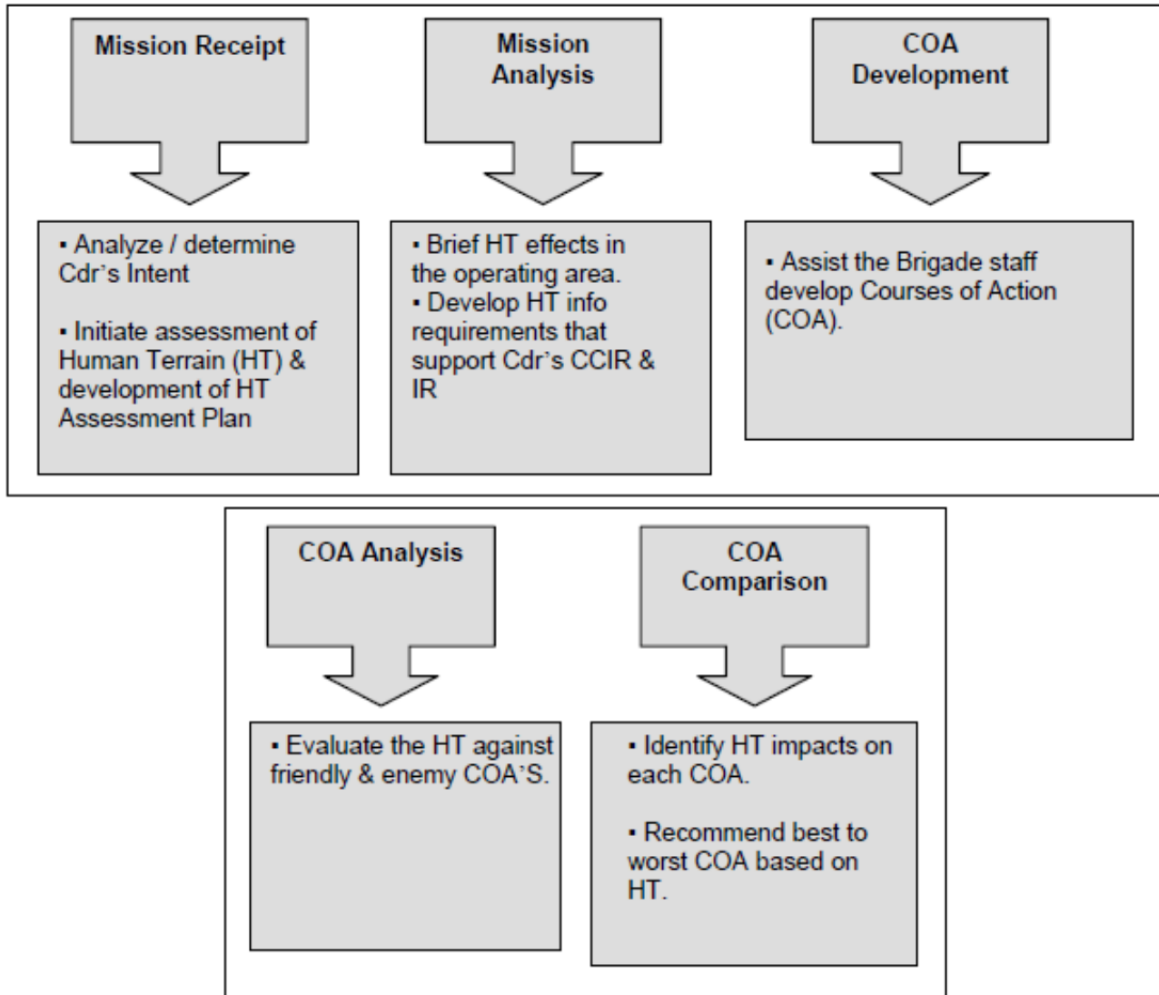 Mission Receipt
▪ Analyze / determine
Cdr's Intent
▪ Initiate assessment of
Human Terrain (HT) &
development of HT
Assessment Plan
Mission
Analysis
▪ Brief HT effects in
the operating area.
▪ Develop HT info
requirements that
support Cdr's CCIR &
IR
COA
Development
▪ Assist the Brigade staff
develop Courses of Action
(COA).
COA Analysis
▪ Evaluate the HT against
friendly & enemy COA'S.
COA
Comparison
▪ Identify HT impacts on
each COA.
▪ Recommend best to
worst COA based on
HT.